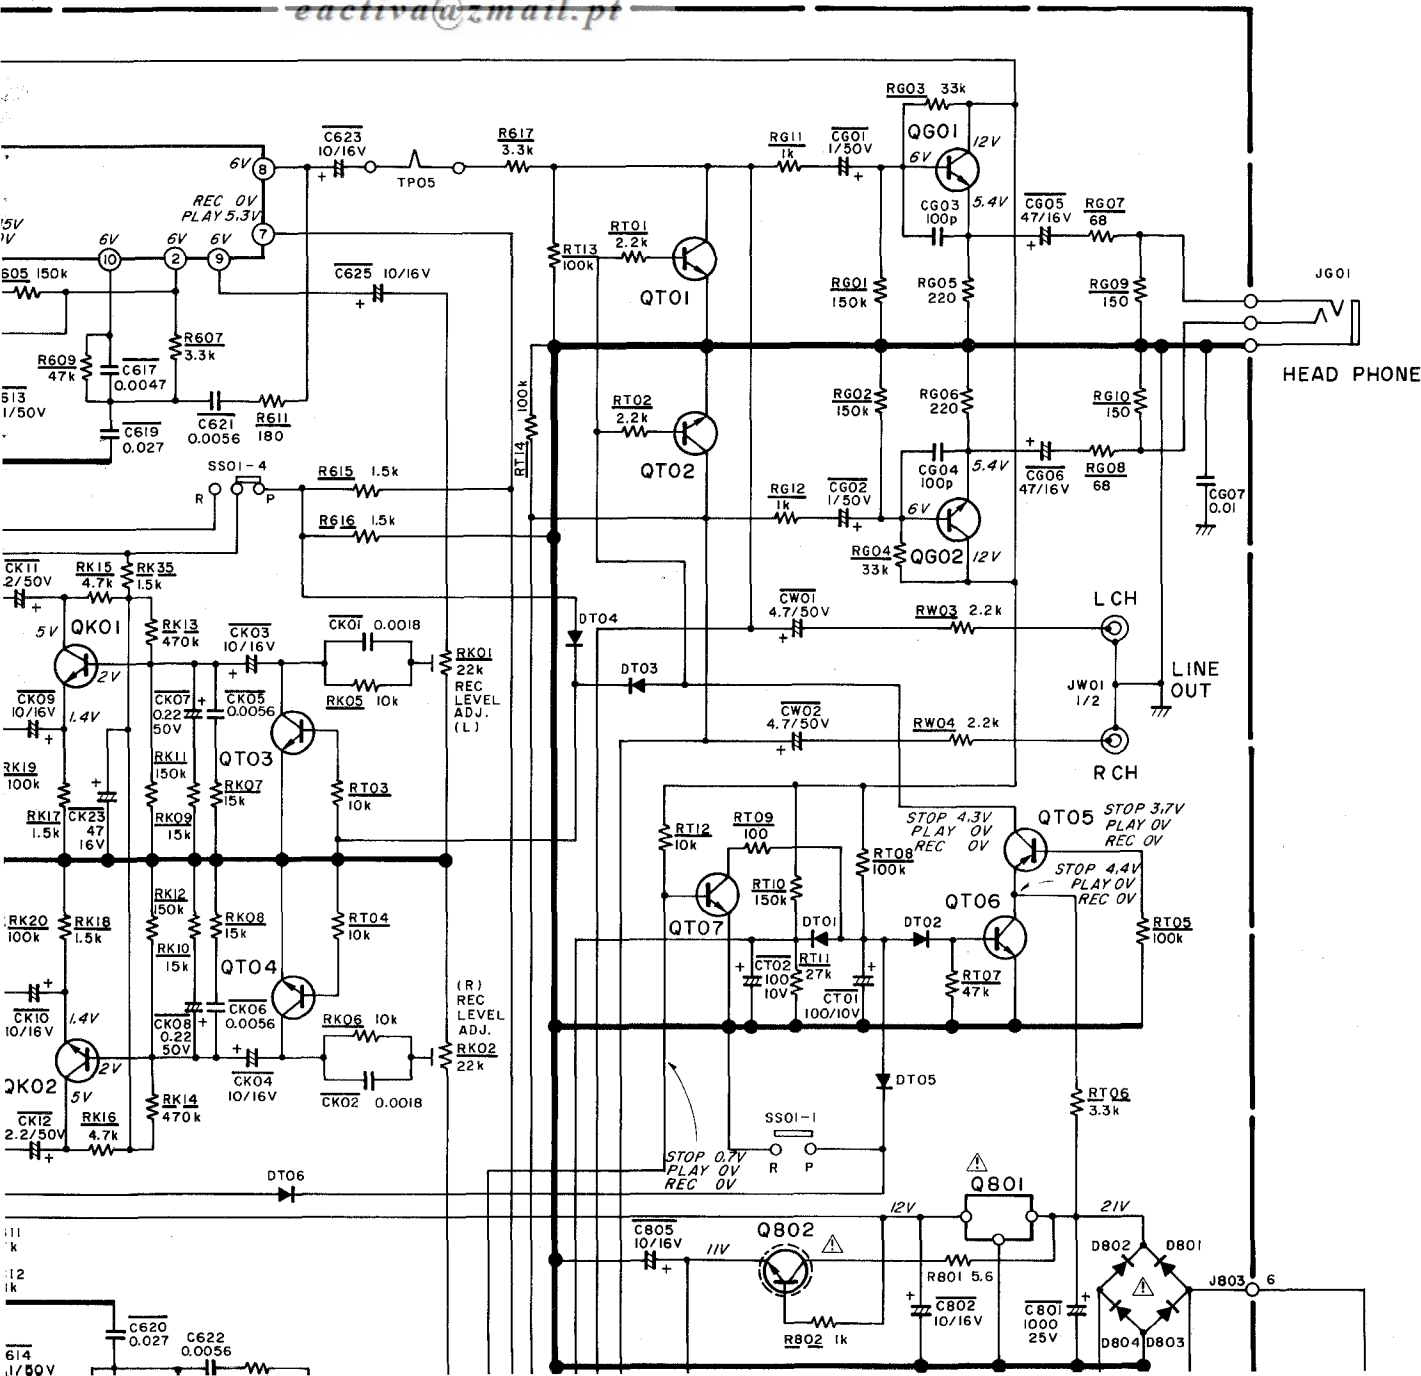 eactiva@zmail.pt
RG03 33k
QG01
12V
6V
C623
10/16V
+
TP05
R617
3.3k
RG11
1k
CG01
1/50V
+
6V
8
REC 0V
PLAY 5.3V
7
CG03
100p
5.4V
CG05
47/16V
+
RG07
68
15V
6V
6V
6V
10
2
9
RT01
2.2k
RT13
100k
QT01
605 150k
C625 10/16V
+
RG01
150k
RG05
220
RG09
150
JG01
HEAD PHONE
R607
3.3k
R609
47k
C617
0.0047
613
1/50V
C621
0.0056
R611
180
C619
0.027
100k
RT14
RT02
2.2k
QT02
RG02
150k
RG06
220
RG10
150
CG04
100p
5.4V
+
CG06
47/16V
RG08
68
CG07
0.01
SS01-4
R
P
R615 1.5k
R616 1.5k
RG12
1k
CG02
1/50V
+
6V
RG04
33k
QG02
12V
CK11
2.2/50V
+
RK15
4.7k
RK35
1.5k
5V
QK01
2V
RK13
470k
CK03
10/16V
+
CK01 0.0018
RK05 10k
RK01
22k
REC
LEVEL
ADJ.
(L)
DT04
DT03
CW01
4.7/50V
+
RW03 2.2k
L CH
LINE
OUT
JW01
1/2
CW02
4.7/50V
+
RW04 2.2k
R CH
CK09
10/16V
+
1.4V
CK07
0.22
50V
CK05
0.0056
QT03
RK19
100k
RK17
1.5k
+
CK23
47
16V
RK11
150k
RK09
15k
RK07
15k
RT03
10k
RT12
10k
RT09
100
RT08
100k
STOP 4.3V
PLAY 0V
REC 0V
QT05
STOP 3.7V
PLAY 0V
REC 0V
STOP 4.4V
PLAY 0V
REC 0V
QT07
RT10
150k
DT01
DT02
QT06
RT05
100k
RK20
100k
RK18
1.5k
RK12
150k
RK10
15k
RK08
15k
RT04
10k
QT04
+
CT02
100
10V
RT11
27k
+
CT01
100/10V
RT07
47k
CK10
10/16V
+
1.4V
CK08
0.22
50V
+
CK06
0.0056
RK06 10k
(R)
REC
LEVEL
ADJ.
RK02
22k
QK02
2V
5V
+
CK04
10/16V
CK02 0.0018
RK14
470k
CK12
2.2/50V
+
RK16
4.7k
DT05
RT06
3.3k
SS01-1
R
P
STOP 0.7V
PLAY 0V
REC 0V
DT06
Q801
12V
21V
C805
10/16V
+
11V
Q802
R801 5.6
R802 1k
+
C802
10/16V
+
C801
1000
25V
D802
D801
D804
D803
J803
6
C620
0.027
C622
0.0056
614
1/50V